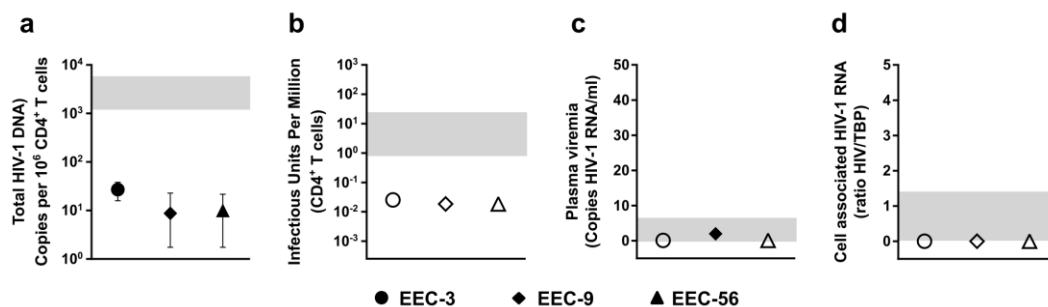 a
Total HIV-1 DNA)
Copies per 10⁶ CD4⁺ T cells
10⁴
10³
10²
10¹
10⁰
b
Infectious Units Per Million
(CD4⁺ T cells)
10³
10²
10¹
10⁰
10⁻¹
10⁻²
10⁻³
c
Plasma viremia
(Copies HIV-1 RNA/ml)
50
40
30
20
10
0
d
Cell associated HIV-1 RNA
(ratio HIV/TBP)
5
4
3
2
1
0
EEC-3
EEC-9
EEC-56